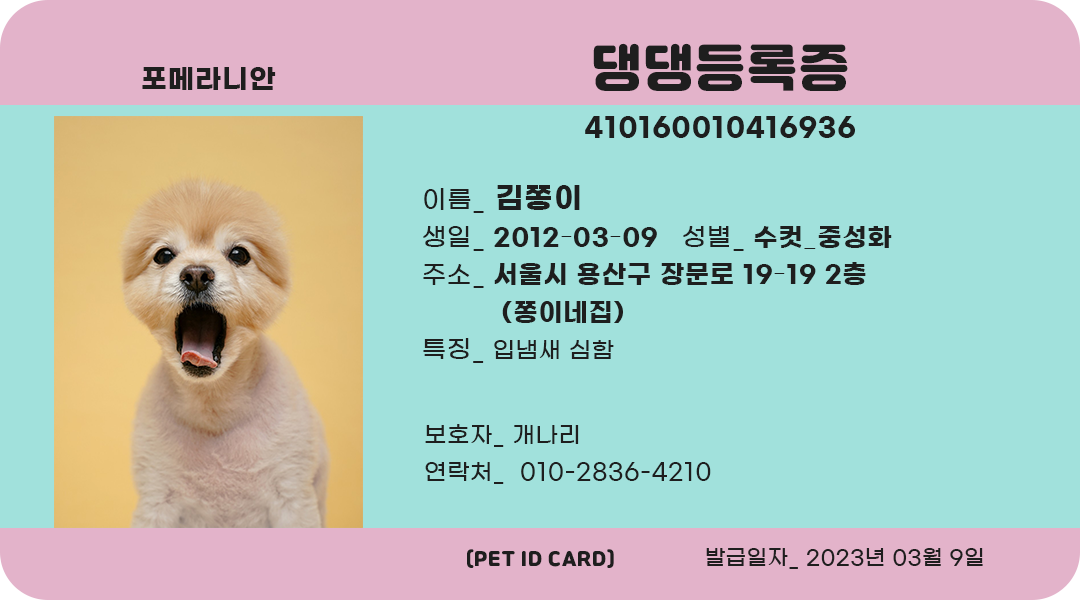 포메라니안
댕댕등록증
410160010416936
이름_ 김쫑이
생일_ 2012-03-09 성별_ 수컷_중성화
주소_ 서울시 용산구 장문로 19-19 2층
(쫑이네집)
특징_ 입냄새 심함
보호자_ 개나리
연락처_ 010-2836-4210
(PET ID CARD)
발급일자_ 2023년 03월 9일